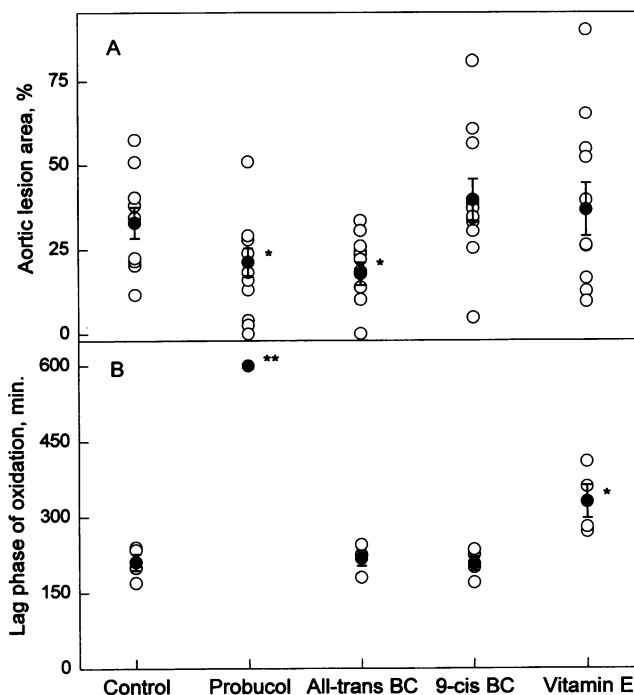 A
Aortic lesion area, %
75
50
25
0
*
*
B
Lag phase of oxidation, min.
600
450
300
150
0
**
*
Control Probucol All-trans BC 9-cis BC Vitamin E